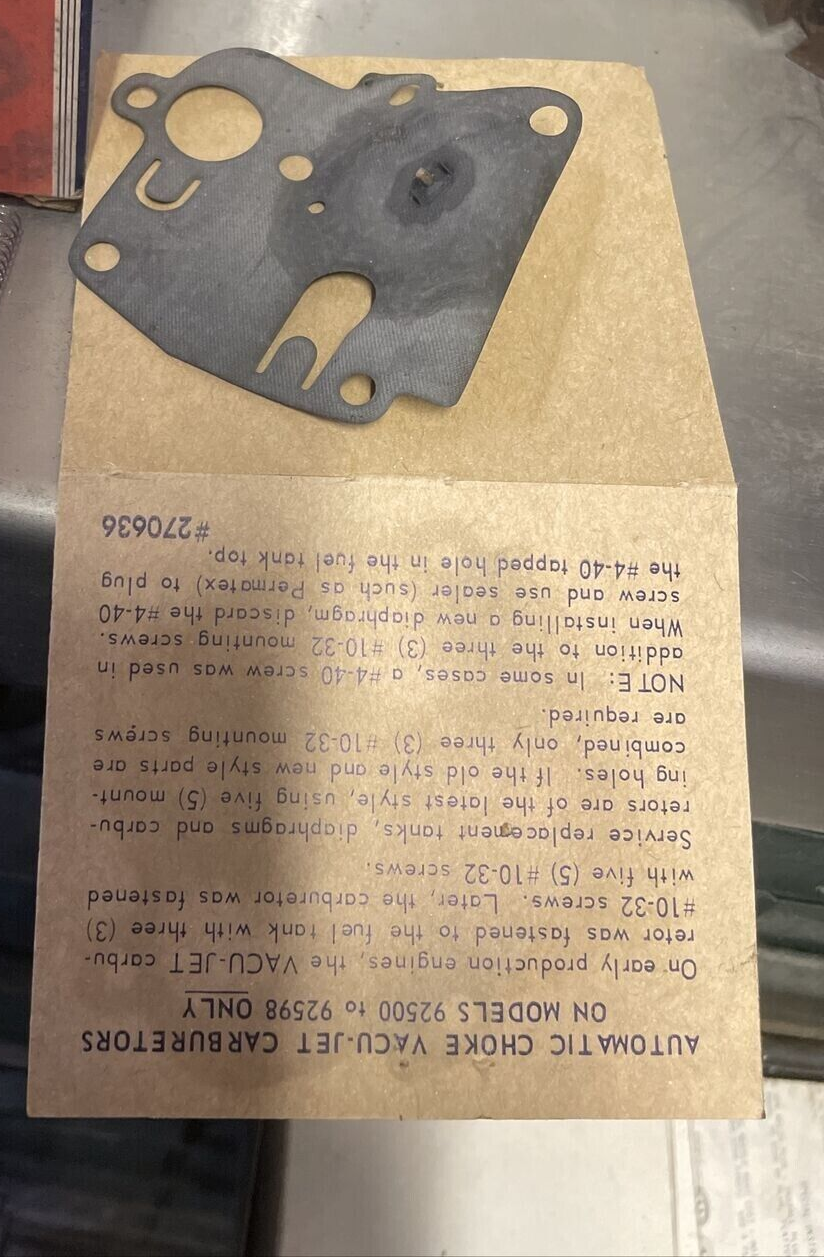 AUTOMATIC CHOKE VACU-JET CARBURETORS
ON MODELS 92500 to 92598 ONLY
On early production engines, the VACU-JET carbu-
retor was fastened to the fuel tank with three (3)
#10-32 screws. Later, the carburetor was fastened
with five (5) #10-32 screws.
Service replacement tanks, diaphragms and carbu-
retors are of the latest style, using five (5) mount-
ing holes. If the old style and new style parts are
combined, only three (3) #10-32 mounting screws
are required.
NOTE: In some cases, a #4-40 screw was used in
addition to the three (3) #10-32 mounting screws.
When installing a new diaphragm, discard the #4-40
screw and use sealer (such as Permatex) to plug
the #4-40 tapped hole in the fuel tank top.
#270636